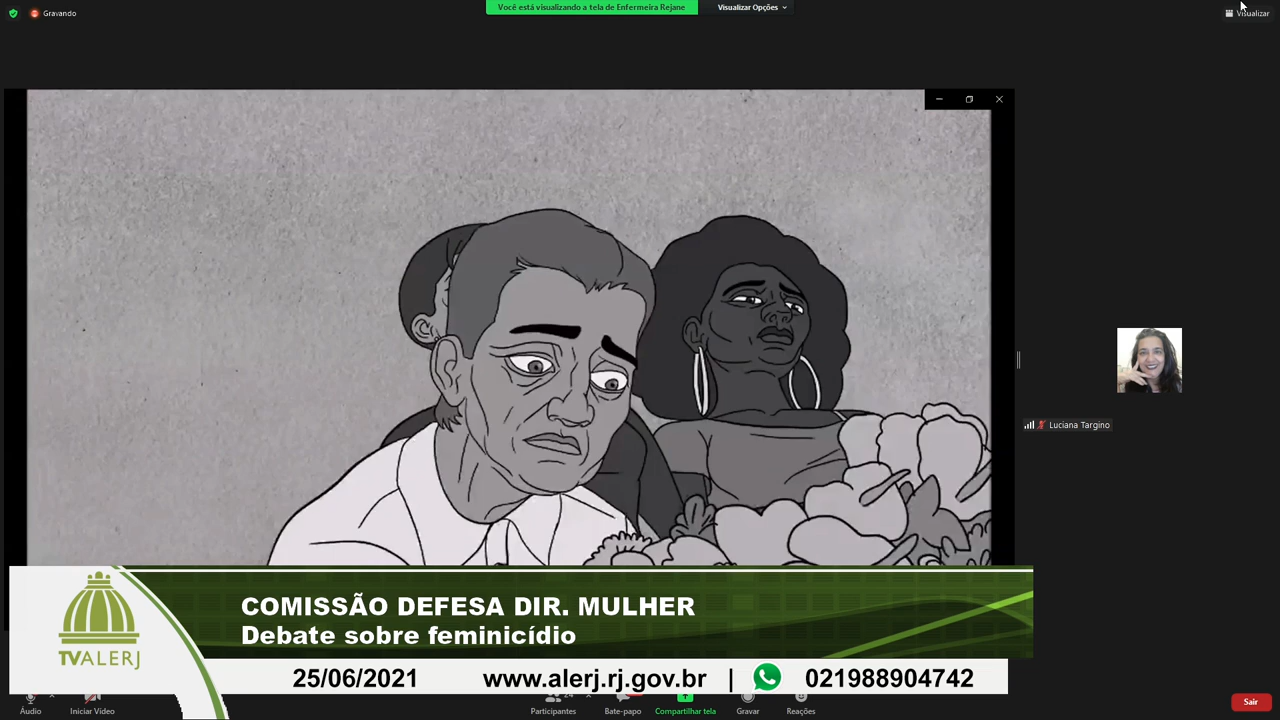 Gravando
Você está visualizando a tela de Enfermeira Rejane
Visualizar Opções
Visualizar
Luciana Targino
COMISSÃO DEFESA DIR. MULHER
Debate sobre feminicídio
TVALERJ
25/06/2021 www.alerj.rj.gov.br | 021988904742
Áudio
Iniciar Vídeo
Participantes
Bate-papo
Compartilhar tela
Gravar
Reações
Sair